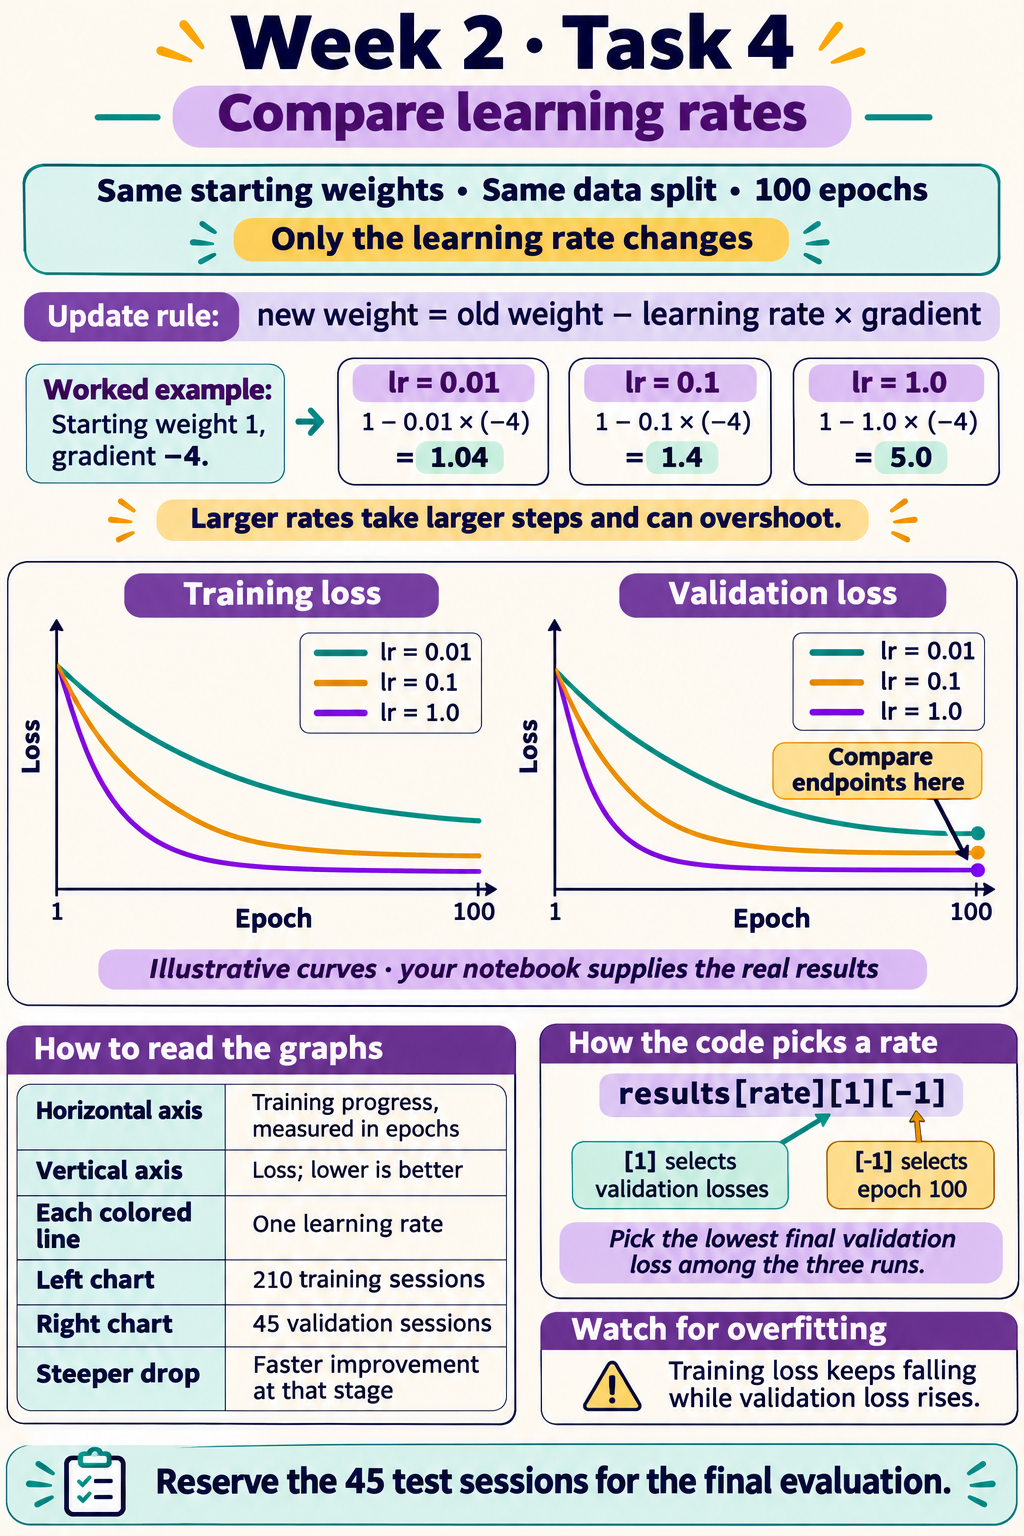 Week 2 · Task 4
Compare learning rates
Same starting weights • Same data split • 100 epochs
Only the learning rate changes
Update rule: new weight = old weight − learning rate × gradient
Worked example:
Starting weight 1,
gradient −4.
lr = 0.01
1 − 0.01 × (−4)
= 1.04
lr = 0.1
1 − 0.1 × (−4)
= 1.4
lr = 1.0
1 − 1.0 × (−4)
= 5.0
Larger rates take larger steps and can overshoot.
Training loss
lr = 0.01
lr = 0.1
lr = 1.0
Loss
1
Epoch
100
Validation loss
lr = 0.01
lr = 0.1
lr = 1.0
Compare
endpoints here
Loss
1
Epoch
100
Illustrative curves · your notebook supplies the real results
How to read the graphs
Horizontal axis
Training progress,
measured in epochs
Vertical axis
Loss; lower is better
Each colored
line
One learning rate
Left chart
210 training sessions
Right chart
45 validation sessions
Steeper drop
Faster improvement
at that stage
How the code picks a rate
results[rate][1][-1]
[1] selects
validation losses
[-1] selects
epoch 100
Pick the lowest final validation
loss among the three runs.
Watch for overfitting
Training loss keeps falling
while validation loss rises.
Reserve the 45 test sessions for the final evaluation.